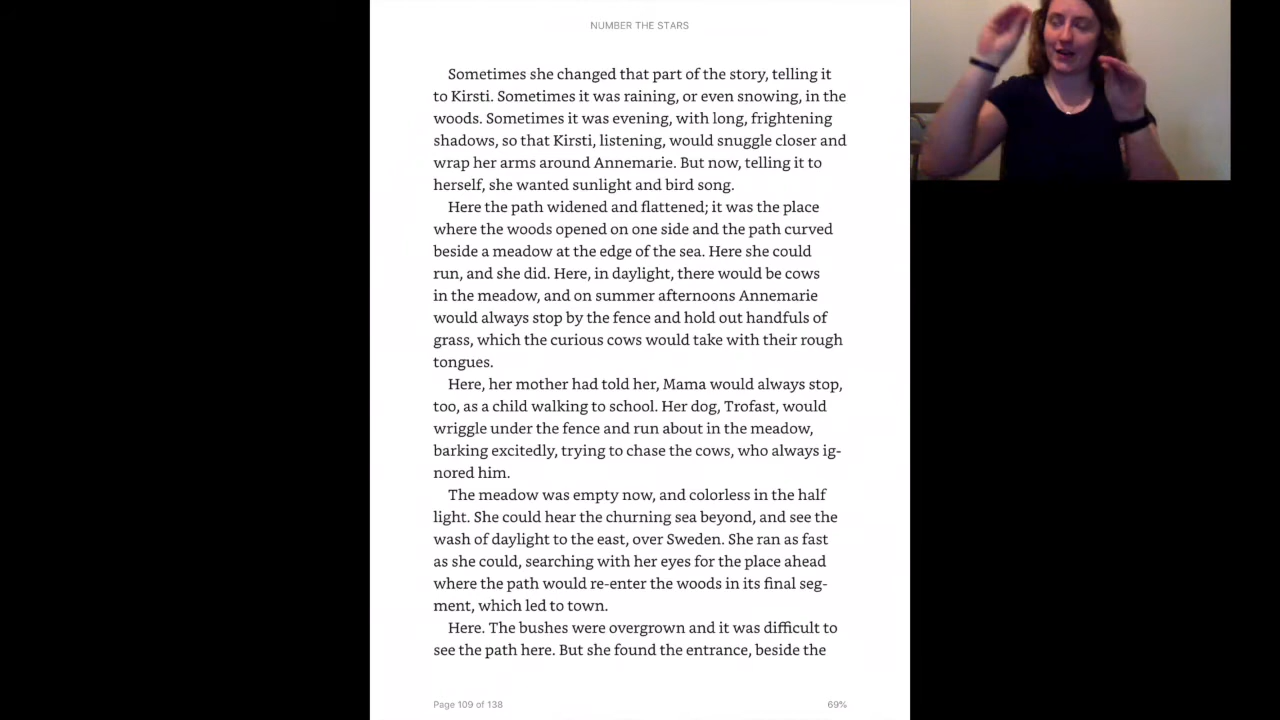 NUMBER THE STARS
Sometimes she changed that part of the story, telling it
to Kirsti. Sometimes it was raining, or even snowing, in the
woods. Sometimes it was evening, with long, frightening
shadows, so that Kirsti, listening, would snuggle closer and
wrap her arms around Annemarie. But now, telling it to
herself, she wanted sunlight and bird song.
Here the path widened and flattened; it was the place
where the woods opened on one side and the path curved
beside a meadow at the edge of the sea. Here she could
run, and she did. Here, in daylight, there would be cows
in the meadow, and on summer afternoons Annemarie
would always stop by the fence and hold out handfuls of
grass, which the curious cows would take with their rough
tongues.
Here, her mother had told her, Mama would always stop,
too, as a child walking to school. Her dog, Trofast, would
wriggle under the fence and run about in the meadow,
barking excitedly, trying to chase the cows, who always ig-
nored him.
The meadow was empty now, and colorless in the half
light. She could hear the churning sea beyond, and see the
wash of daylight to the east, over Sweden. She ran as fast
as she could, searching with her eyes for the place ahead
where the path would re-enter the woods in its final seg-
ment, which led to town.
Here. The bushes were overgrown and it was difficult to
see the path here. But she found the entrance, beside the
Page 109 of 138
69%